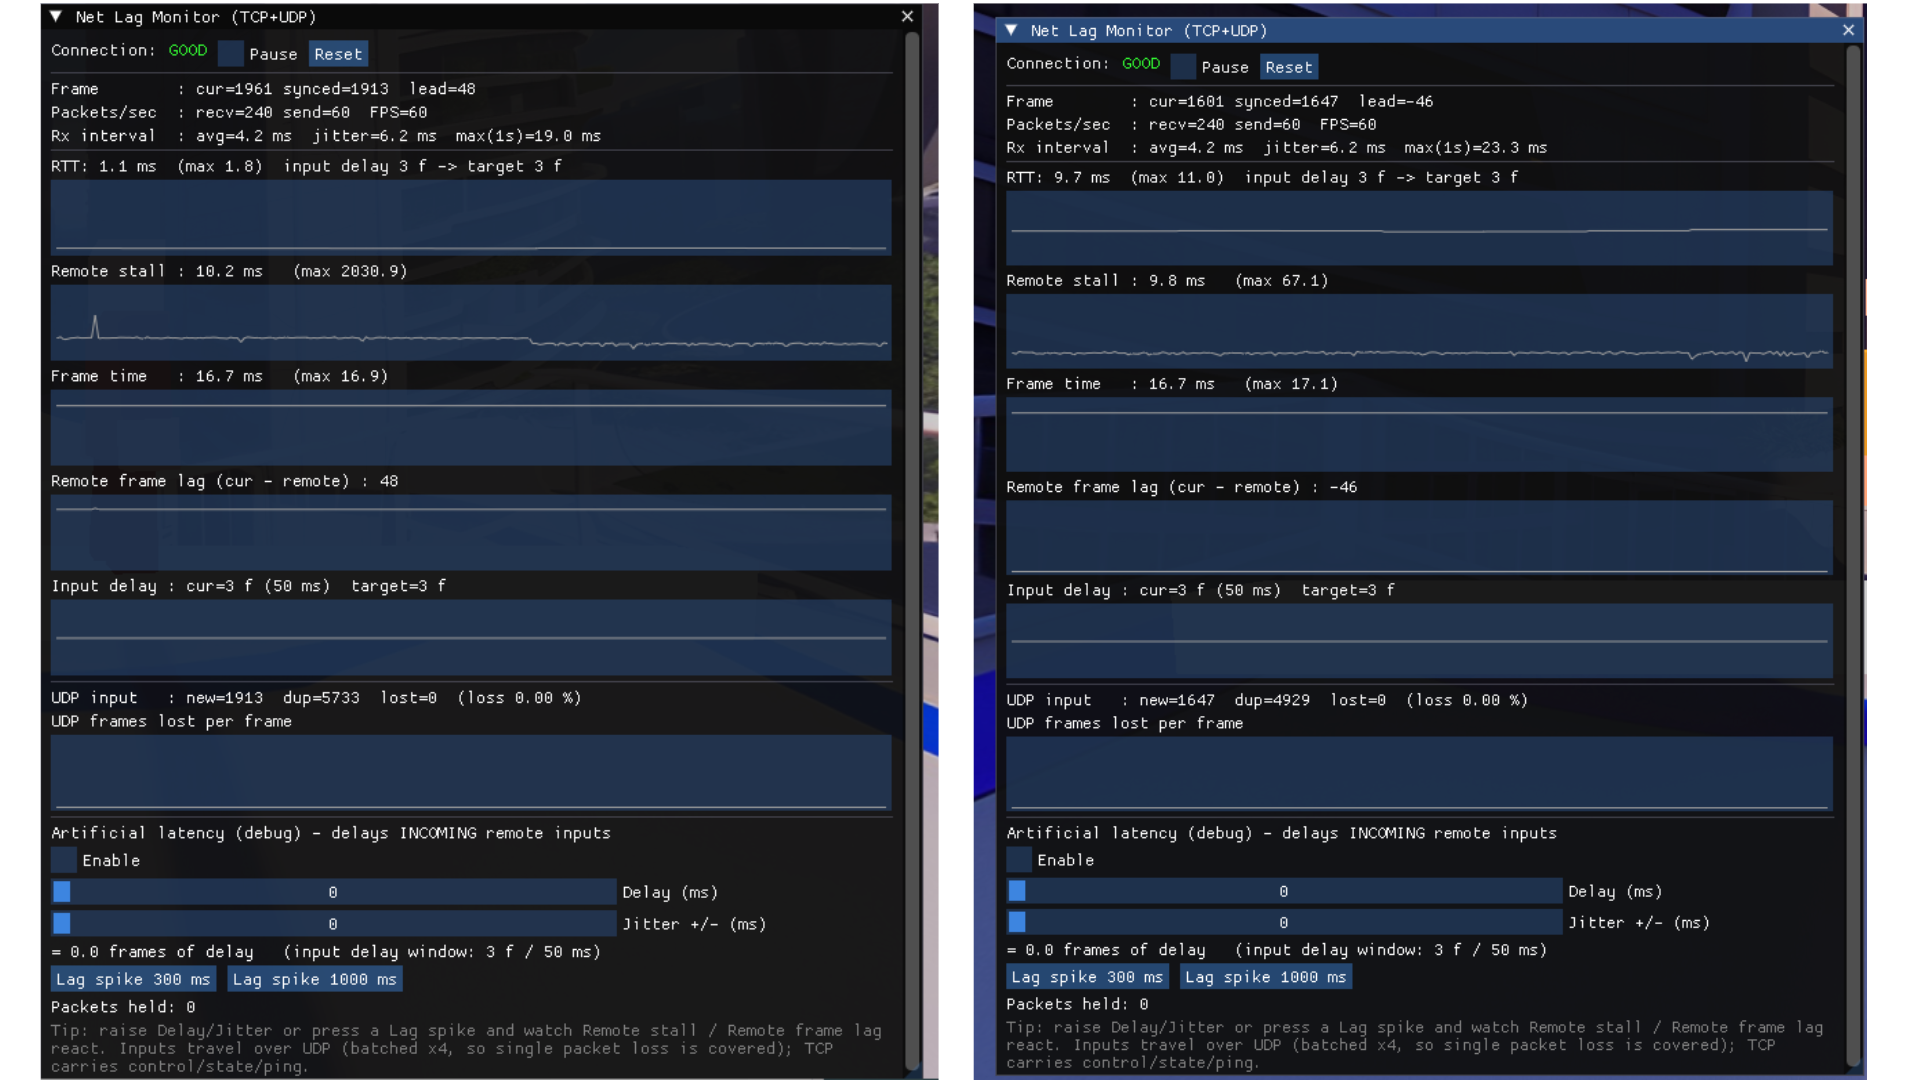 ▼ Net Lag Monitor (TCP+UDP)
Connection: GOOD Pause Reset
Frame : cur=1961 synced=1913 lead=48
Packets/sec : recv=240 send=60 FPS=60
Rx interval : avg=4.2 ms jitter=6.2 ms max(1s)=19.0 ms
RTT: 1.1 ms (max 1.8) input delay 3 f -> target 3 f
Remote stall : 10.2 ms (max 2030.9)
Frame time : 16.7 ms (max 16.9)
Remote frame lag (cur - remote) : 48
Input delay : cur=3 f (50 ms) target=3 f
UDP input : new=1913 dup=5733 lost=0 (loss 0.00 %)
UDP frames lost per frame
Artificial latency (debug) - delays INCOMING remote inputs
Enable
0 Delay (ms)
0 Jitter +/- (ms)
= 0.0 frames of delay (input delay window: 3 f / 50 ms)
Lag spike 300 ms Lag spike 1000 ms
Packets held: 0
Tip: raise Delay/Jitter or press a Lag spike and watch Remote stall / Remote frame lag
react. Inputs travel over UDP (batched x4, so single packet loss is covered); TCP
carries control/state/ping.
▼ Net Lag Monitor (TCP+UDP)
Connection: GOOD Pause Reset
Frame : cur=1601 synced=1647 lead=-46
Packets/sec : recv=240 send=60 FPS=60
Rx interval : avg=4.2 ms jitter=6.2 ms max(1s)=23.3 ms
RTT: 9.7 ms (max 11.0) input delay 3 f -> target 3 f
Remote stall : 9.8 ms (max 67.1)
Frame time : 16.7 ms (max 17.1)
Remote frame lag (cur - remote) : -46
Input delay : cur=3 f (50 ms) target=3 f
UDP input : new=1647 dup=4929 lost=0 (loss 0.00 %)
UDP frames lost per frame
Artificial latency (debug) - delays INCOMING remote inputs
Enable
0 Delay (ms)
0 Jitter +/- (ms)
= 0.0 frames of delay (input delay window: 3 f / 50 ms)
Lag spike 300 ms Lag spike 1000 ms
Packets held: 0
Tip: raise Delay/Jitter or press a Lag spike and watch Remote stall / Remote frame lag
react. Inputs travel over UDP (batched x4, so single packet loss is covered); TCP
carries control/state/ping.